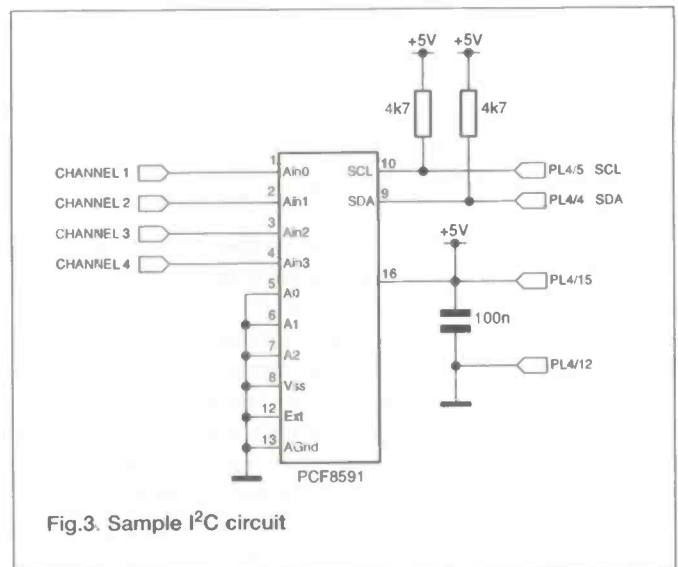 +5V +5V
4k7 4k7
CHANNEL 1 1 Ain0 SCL 10 PL4/5 SCL
CHANNEL 2 2 Ain1 SDA 9 PL4/4 SDA
CHANNEL 3 3 Ain2 +5V
CHANNEL 4 4 Ain3 16 PL4/15
5 A0
6 A1 100n
7 A2
8 Vss PL4/12
12 Ext
13 AGnd
PCF8591
Fig.3. Sample I²C circuit